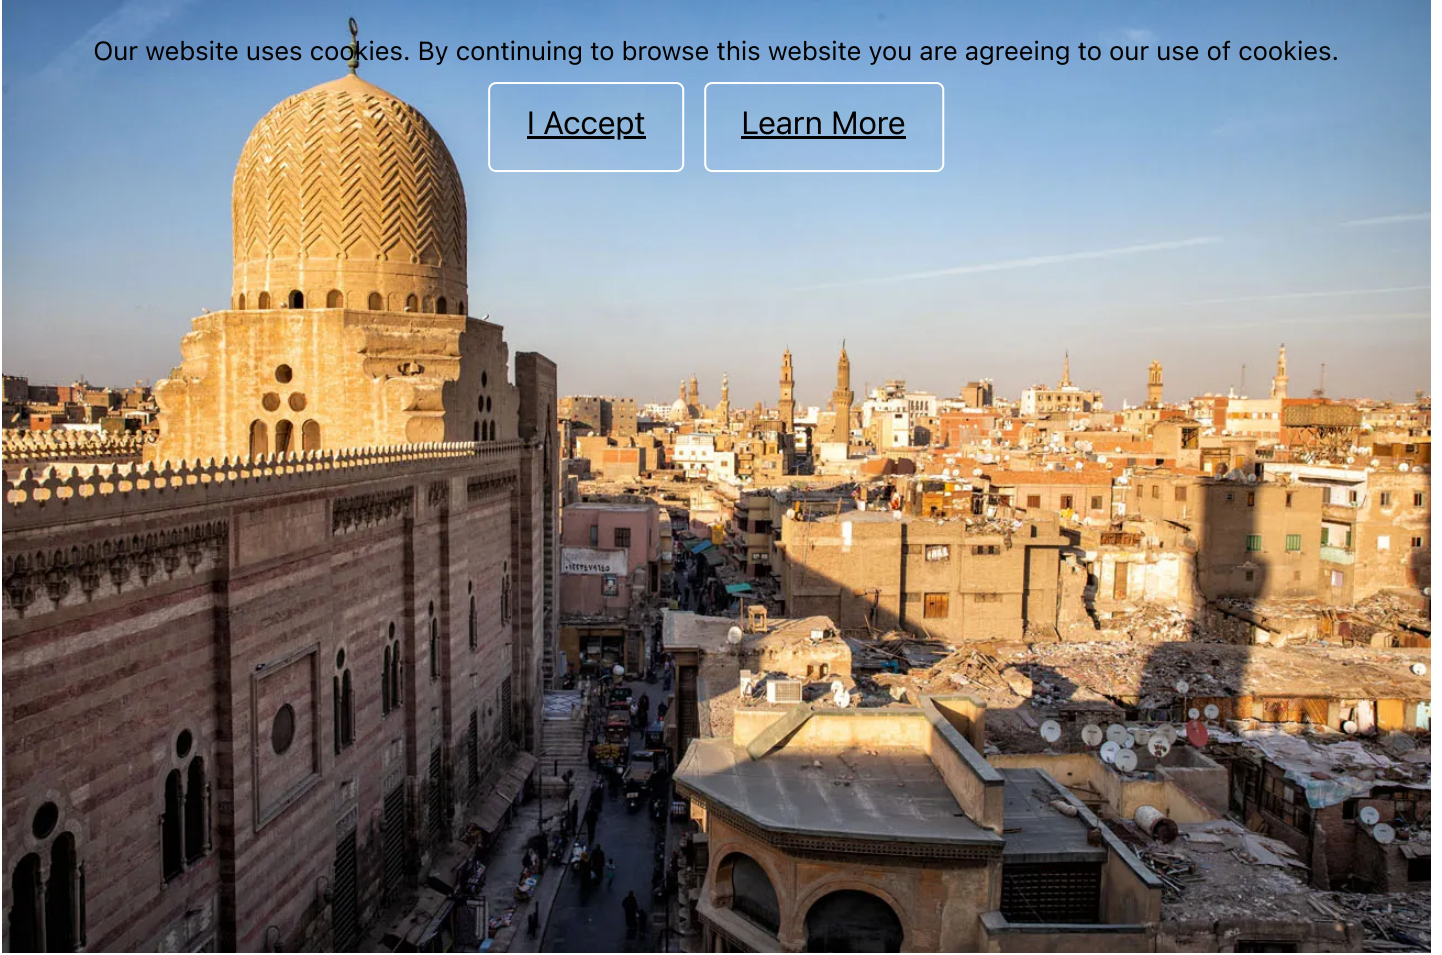 Our website uses cookies. By continuing to browse this website you are agreeing to our use of cookies.
I Accept
Learn More